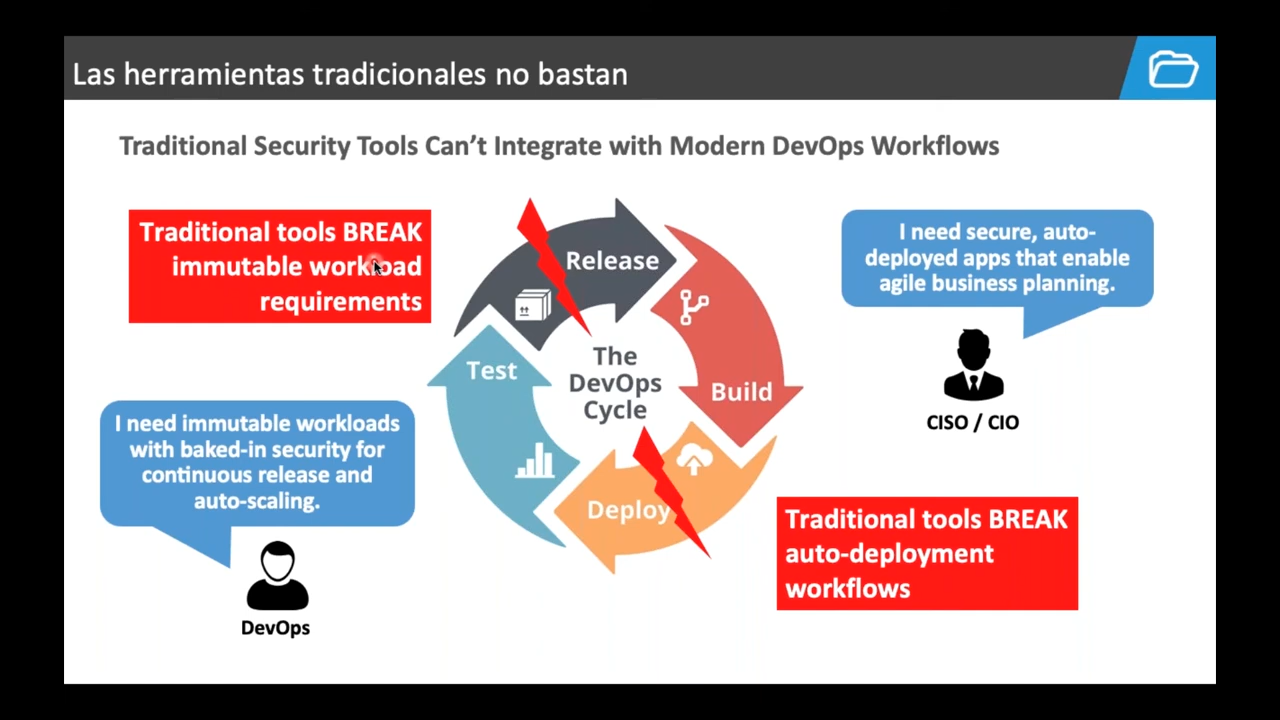 Las herramientas tradicionales no bastan
Traditional Security Tools Can’t Integrate with Modern DevOps Workflows
Traditional tools BREAK
immutable workload
requirements
I need secure, auto-
deployed apps that enable
agile business planning.
CISO / CIO
Release
Build
Deploy
Test
The
DevOps
Cycle
I need immutable workloads
with baked-in security for
continuous release and
auto-scaling.
DevOps
Traditional tools BREAK
auto-deployment
workflows